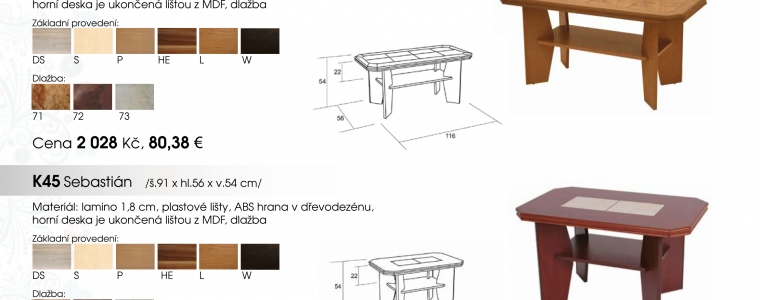 horní deska je ukončená lištou z MDF, dlažba
Základní provedení:
DS S P HE L W
Dlažba:
71 72 73
54
22
56
116
Cena 2 028 Kč, 80,38 €
K45 Sebastián /š.91 x hl.56 x v.54 cm/
Materiál: lamino 1,8 cm, plastové lišty, ABS hrana v dřevodezénu,
horní deska je ukončená lištou z MDF, dlažba
Základní provedení:
DS S P HE L W
Dlažba:
54
22